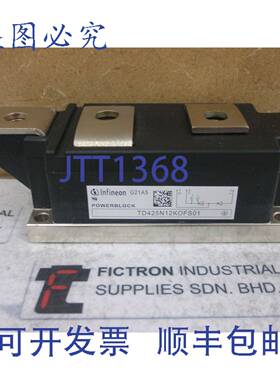 图必究
Infineon G21A5
POWERBLOCK
TD425N12KOFS01
JTT1368
FICTRON INDUSTRIAL
SUPPLIES SDN. BHD.
可开发票 顺丰包邮